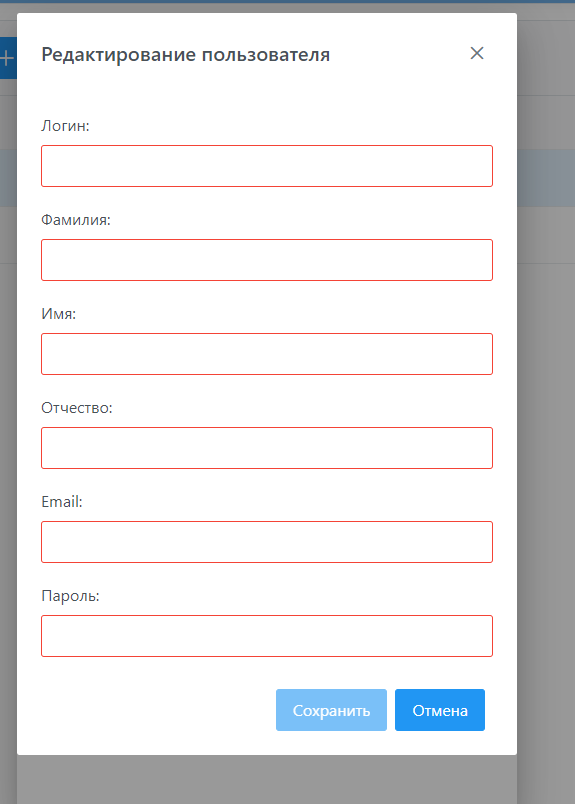 Редактирование пользователя
Логин:
Фамилия:
Имя:
Отчество:
Email:
Пароль:
Сохранить Отмена